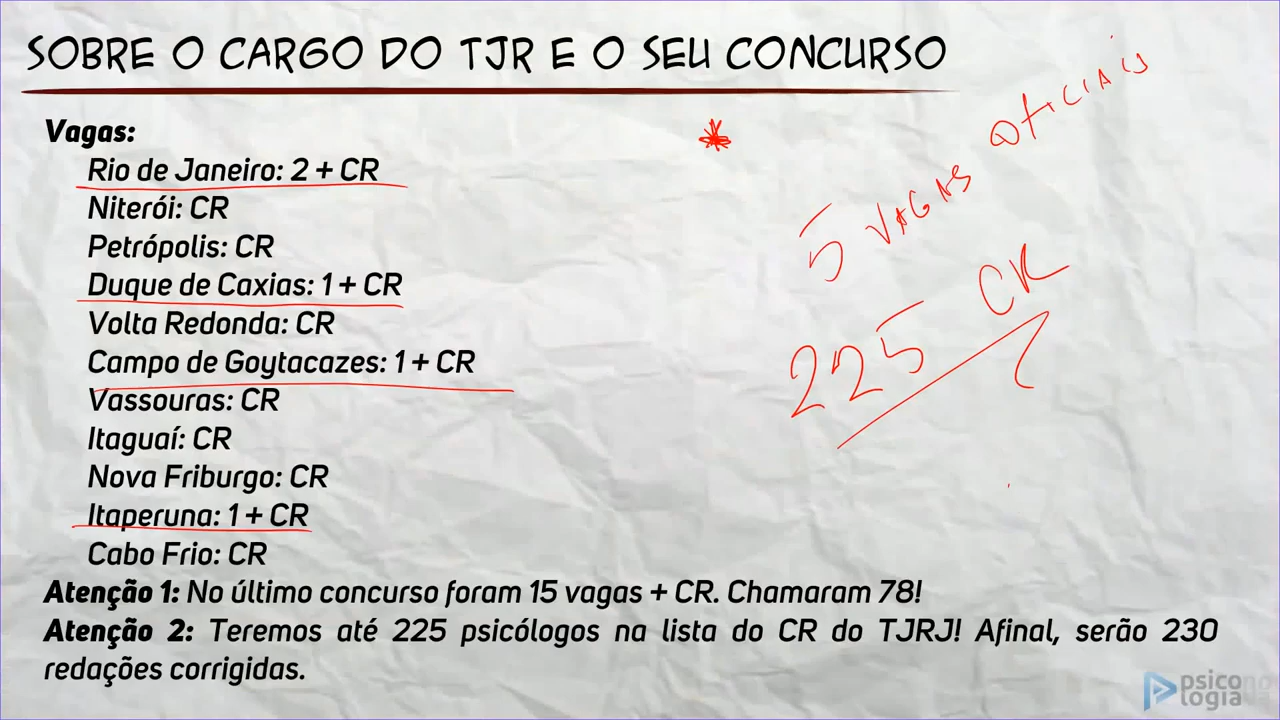 SOBRE O CARGO DO TJR E O SEU CONCURSO
Vagas:
Rio de Janeiro: 2 + CR
Niterói: CR
Petrópolis: CR
Duque de Caxias: 1 + CR
Volta Redonda: CR
Campo de Goytacazes: 1 + CR
Vassouras: CR
Itaguaí: CR
Nova Friburgo: CR
Itaperuna: 1 + CR
Cabo Frio: CR
5 VAGAS OFICIAIS
225 CR
Atenção 1: No último concurso foram 15 vagas + CR. Chamaram 78!
Atenção 2: Teremos até 225 psicólogos na lista do CR do TJRJ! Afinal, serão 230
redações corrigidas.
psico
logia